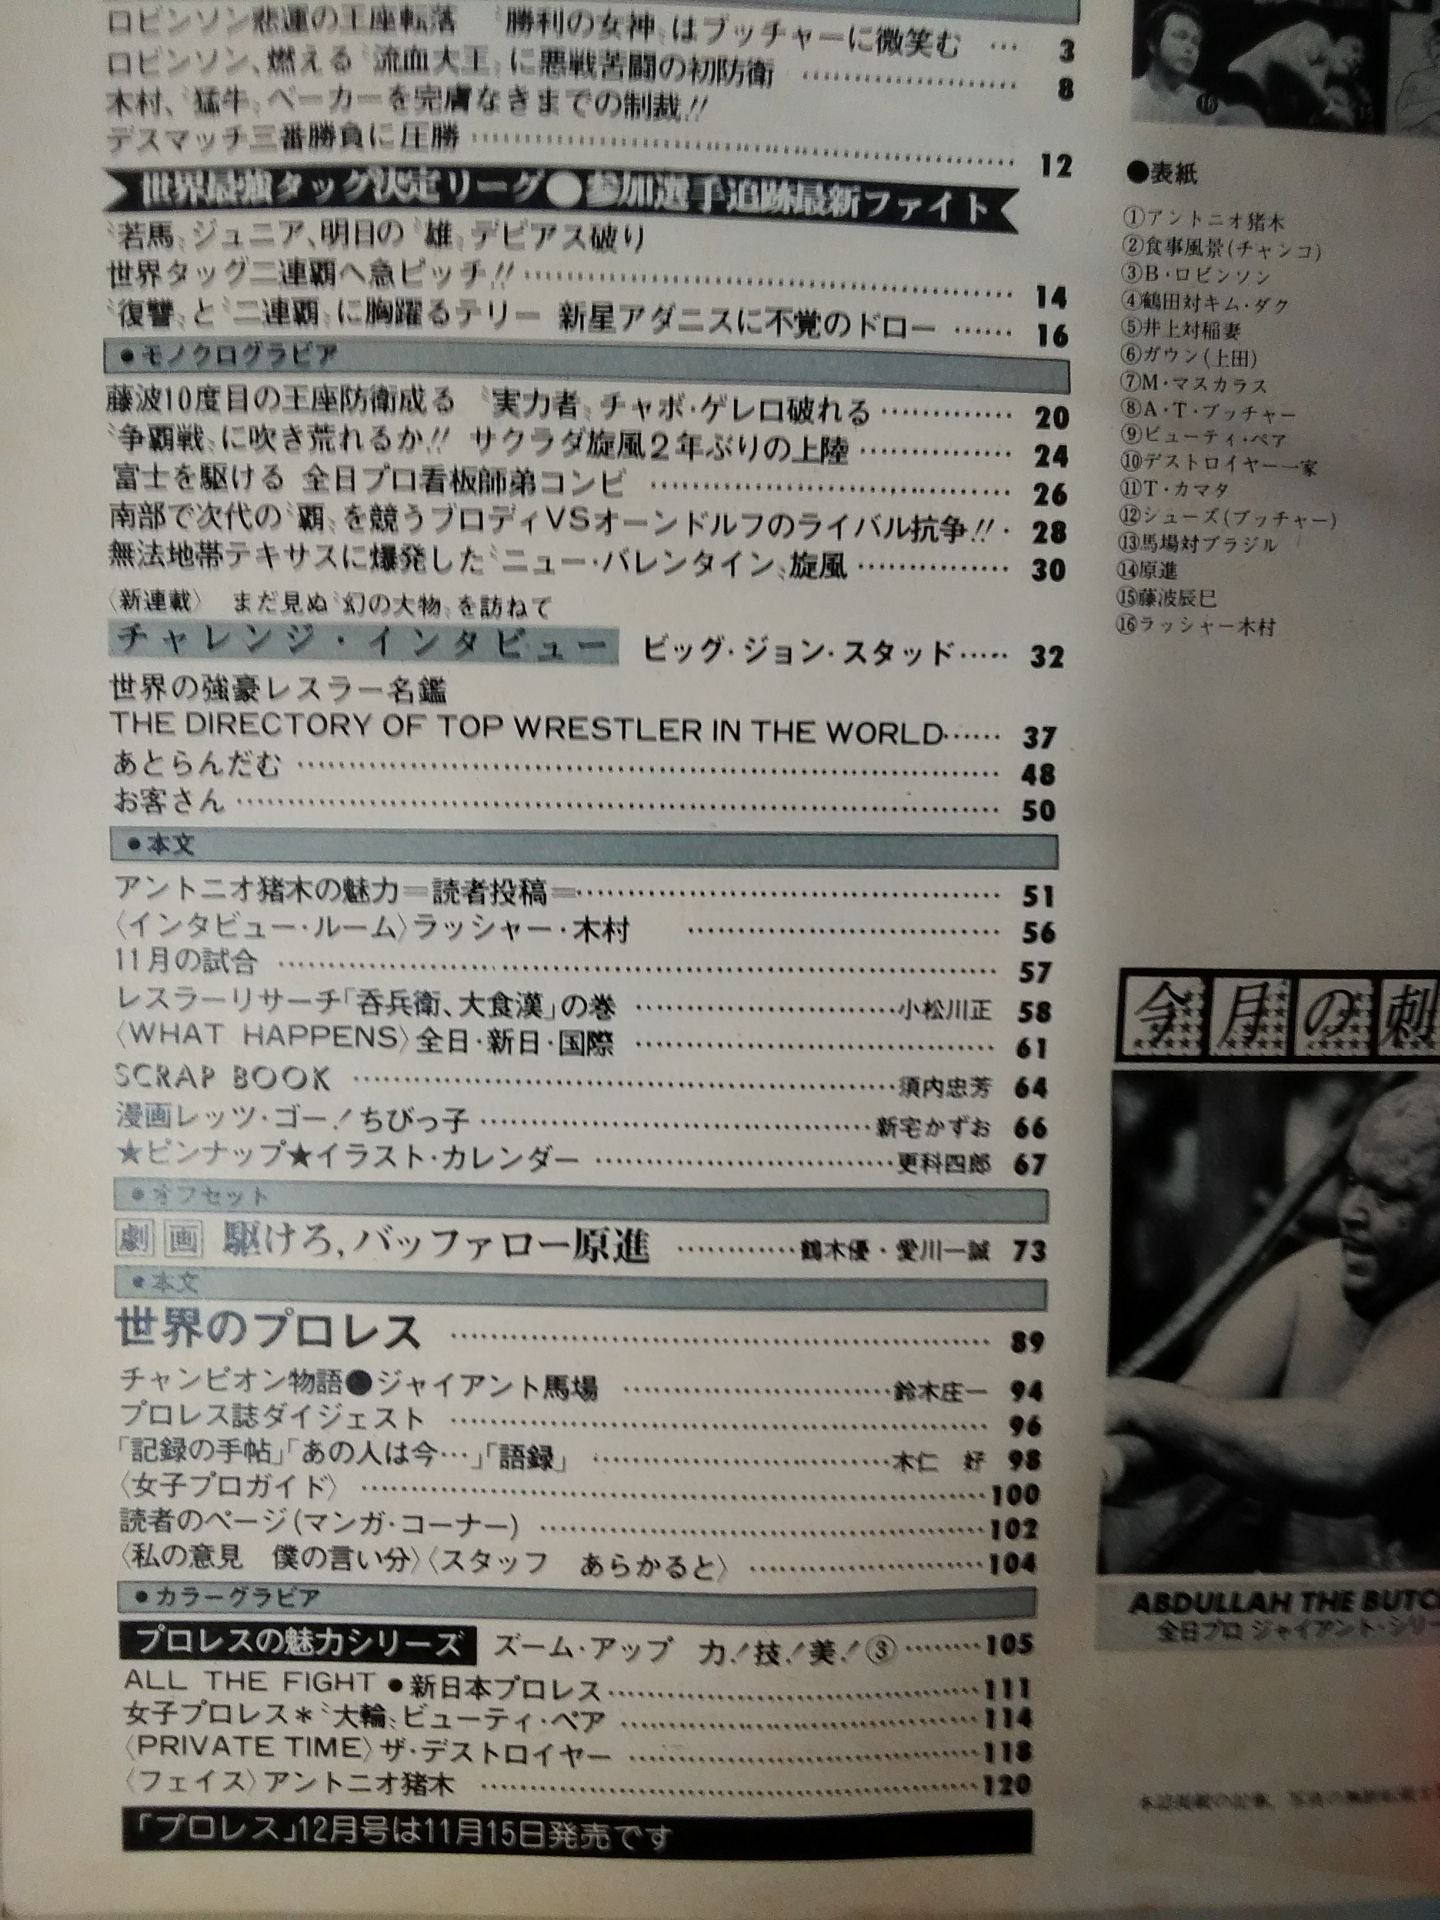 ロビンソン悲運の王座転落 〝勝利の女神〟はブッチャーに微笑む … 3
ロビンソン、燃える〝流血大王〟に悪戦苦闘の初防衛 ……… 8
木村、〝猛牛〟ベーカーを完膚なきまでの制裁!!
デスマッチ三番勝負に圧勝 ……… 12
世界最強タッグ決定リーグ●参加選手追跡最新ファイト
〝若馬〟ジュニア、明日の〝雄〟デビアス破り
世界タッグ二連覇へ急ピッチ!! ……… 14
〝復讐〟と〝二連覇〟に胸躍るテリー 新星アダニスに不覚のドロー …… 16
●モノクログラビア
藤波10度目の王座防衛成る 〝実力者〟チャボ・ゲレロ破れる ……… 20
〝争覇戦〟に吹き荒れるか!! サクラダ旋風2年ぶりの上陸 ……… 24
富士を駆ける 全日プロ看板師弟コンビ ……… 26
南部で次代の〝覇〟を競うブロディVSオーンドルフのライバル抗争!!・ 28
無法地帯テキサスに爆発した〝ニュー・バレンタイン〟旋風 ……… 30
〈新連載〉 まだ見ぬ〝幻の大物〟を訪ねて
チャレンジ・インタビュー ビッグ・ジョン・スタッド …… 32
世界の強豪レスラー名鑑
THE DIRECTORY OF TOP WRESTLER IN THE WORLD …… 37
あとらんだむ ……… 48
お客さん ……… 50
●本文
アントニオ猪木の魅力=読者投稿= ……… 51
〈インタビュー・ルーム〉ラッシャー・木村 ……… 56
11月の試合 ……… 57
レスラーリサーチ「呑兵衛、大食漢」の巻 ……… 小松川正 58
〈WHAT HAPPENS〉全日・新日・国際 ……… 61
SCRAP BOOK ……… 須内忠芳 64
漫画レッツ・ゴー!ちびっ子 ……… 新宅かずお 66
★ピンナップ★イラスト・カレンダー ……… 更科四郎 67
●オフセット
劇画 駆けろ,バッファロー原進 ……… 鶴木優・愛川一誠 73
●本文
世界のプロレス ……… 89
チャンピオン物語●ジャイアント馬場 ……… 鈴木庄一 94
プロレス誌ダイジェスト ……… 96
「記録の手帖」「あの人は今…」「語録」 ……… 木仁 好 98
〈女子プロガイド〉 ……… 100
読者のページ(マンガ・コーナー) ……… 102
〈私の意見 僕の言い分〉〈スタッフ あらかると〉 ……… 104
●カラーグラビア
プロレスの魅力シリーズ ズーム・アップ 力!技!美!③ ……… 105
ALL THE FIGHT ●新日本プロレス ……… 111
女子プロレス＊〝大輪〟ビューティ・ペア ……… 114
〈PRIVATE TIME〉ザ・デストロイヤー ……… 118
〈フェイス〉アントニオ猪木 ……… 120
「プロレス」12月号は11月15日発売です
⑯
15
●表紙
①アントニオ猪木
②食事風景(チャンコ)
③B・ロビンソン
④鶴田対キム・ダク
⑤井上対稲妻
⑥ガウン(上田)
⑦M・マスカラス
⑧A・T・ブッチャー
⑨ビューティ・ペア
⑩デストロイヤー一家
⑪T・カマタ
⑫シューズ(ブッチャー)
⑬馬場対ブラジル
⑭原進
⑮藤波辰巳
⑯ラッシャー木村
今月の刺
ABDULLAH THE BUTC
全日プロ ジャイアント・シリー